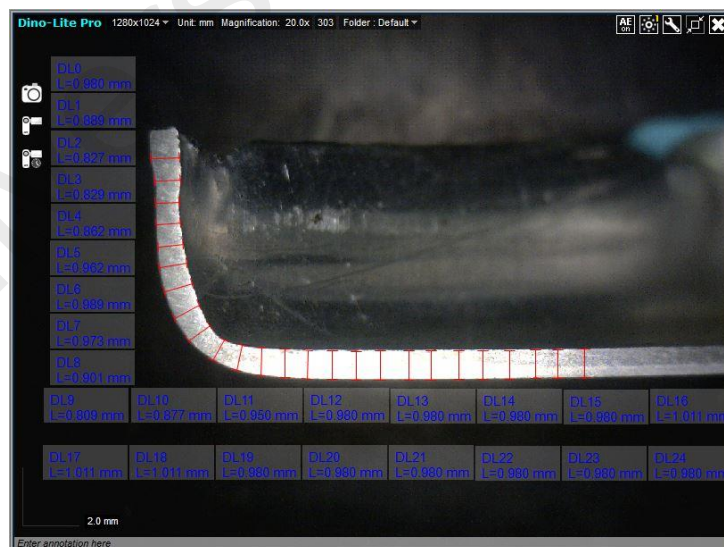 Dino-Lite Pro 1280x1024 Unit: mm Magnification: 20.0x 303 Folder : Default AE on
DL0
L=0.980 mm
DL1
L=0.889 mm
DL2
L=0.827 mm
DL3
L=0.829 mm
DL4
L=0.862 mm
DL5
L=0.962 mm
DL6
L=0.989 mm
DL7
L=0.973 mm
DL8
L=0.901 mm
DL9
L=0.809 mm
DL10
L=0.877 mm
DL11
L=0.950 mm
DL12
L=0.980 mm
DL13
L=0.980 mm
DL14
L=0.980 mm
DL15
L=0.980 mm
DL16
L=1.011 mm
DL17
L=1.011 mm
DL18
L=1.011 mm
DL19
L=0.980 mm
DL20
L=0.980 mm
DL21
L=0.980 mm
DL22
L=0.980 mm
DL23
L=0.980 mm
DL24
L=0.980 mm
2.0 mm
Enter annotation here